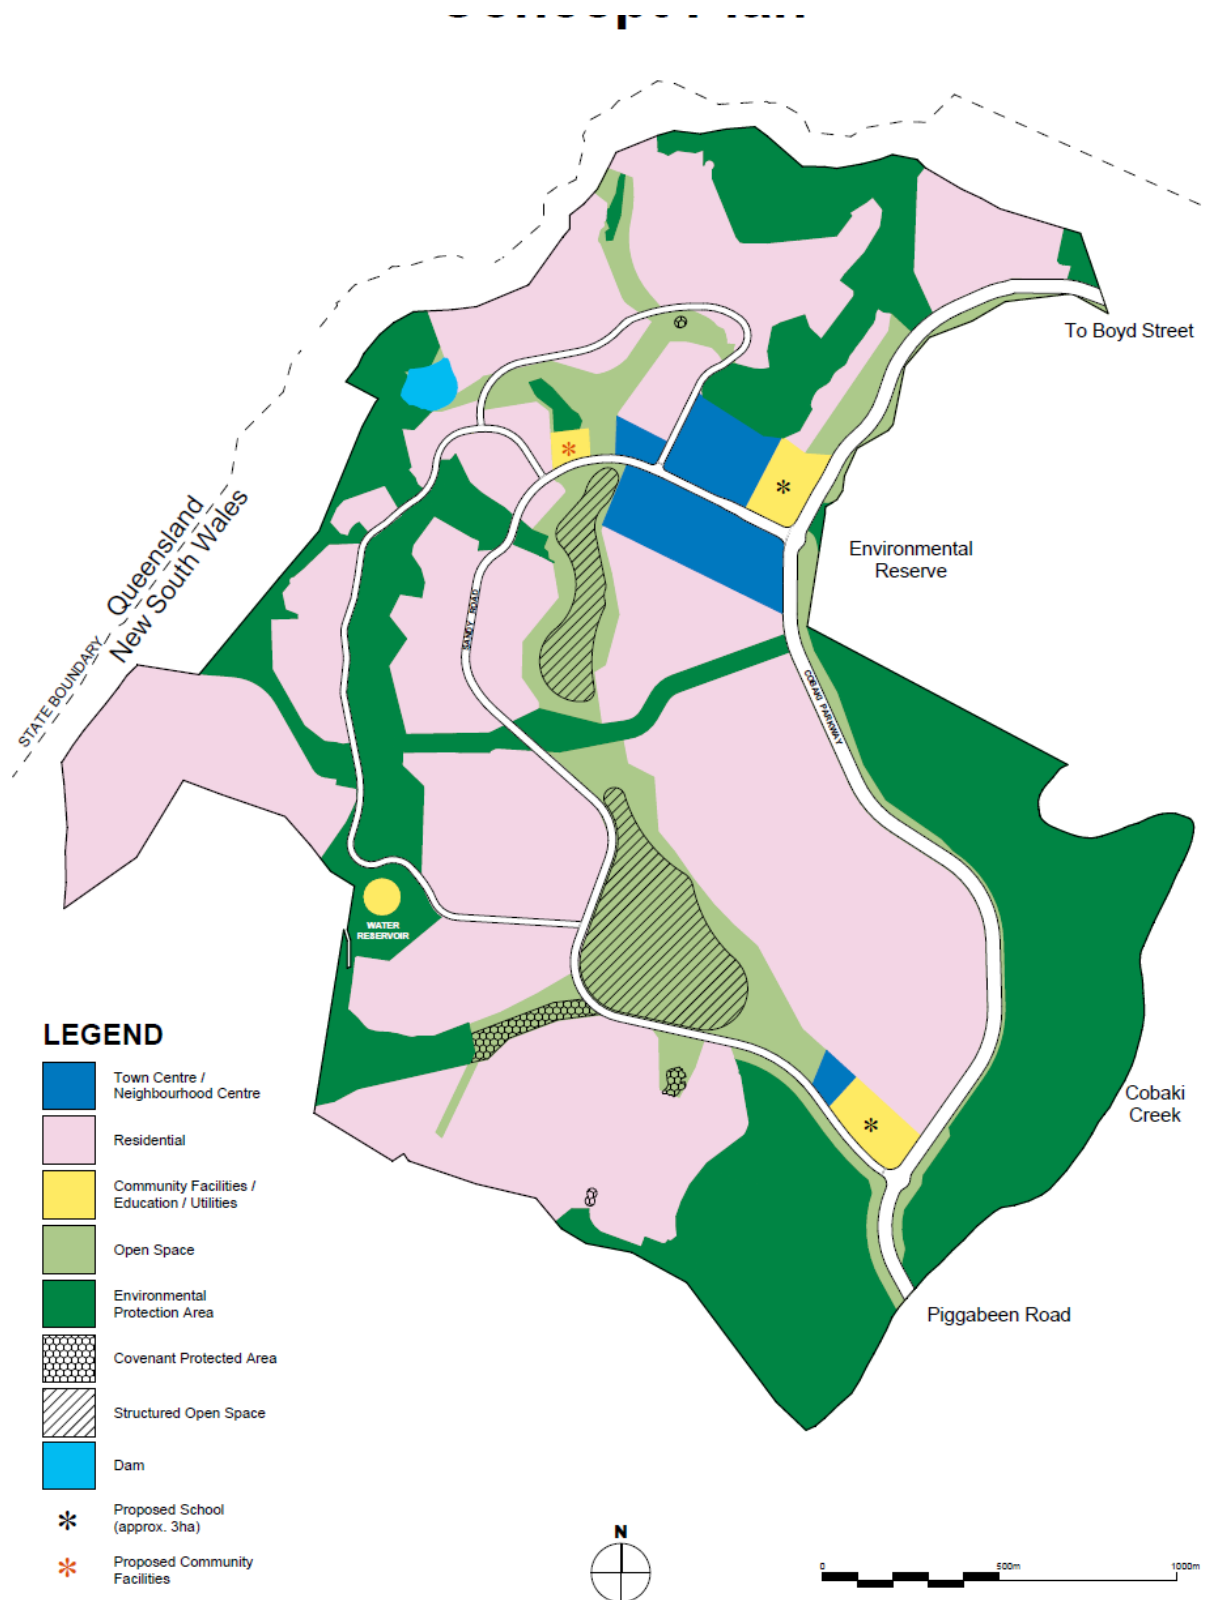 Concept Plan
To Boyd Street
Queensland
New South Wales
STATE BOUNDARY
Environmental
Reserve
SANDY ROAD
COBAKI PARKWAY
WATER
RESERVOIR
Cobaki
Creek
Piggabeen Road
LEGEND
Town Centre /
Neighbourhood Centre
Residential
Community Facilities /
Education / Utilities
Open Space
Environmental
Protection Area
Covenant Protected Area
Structured Open Space
Dam
Proposed School
(approx. 3ha)
Proposed Community
Facilities
N
0 500m 1000m